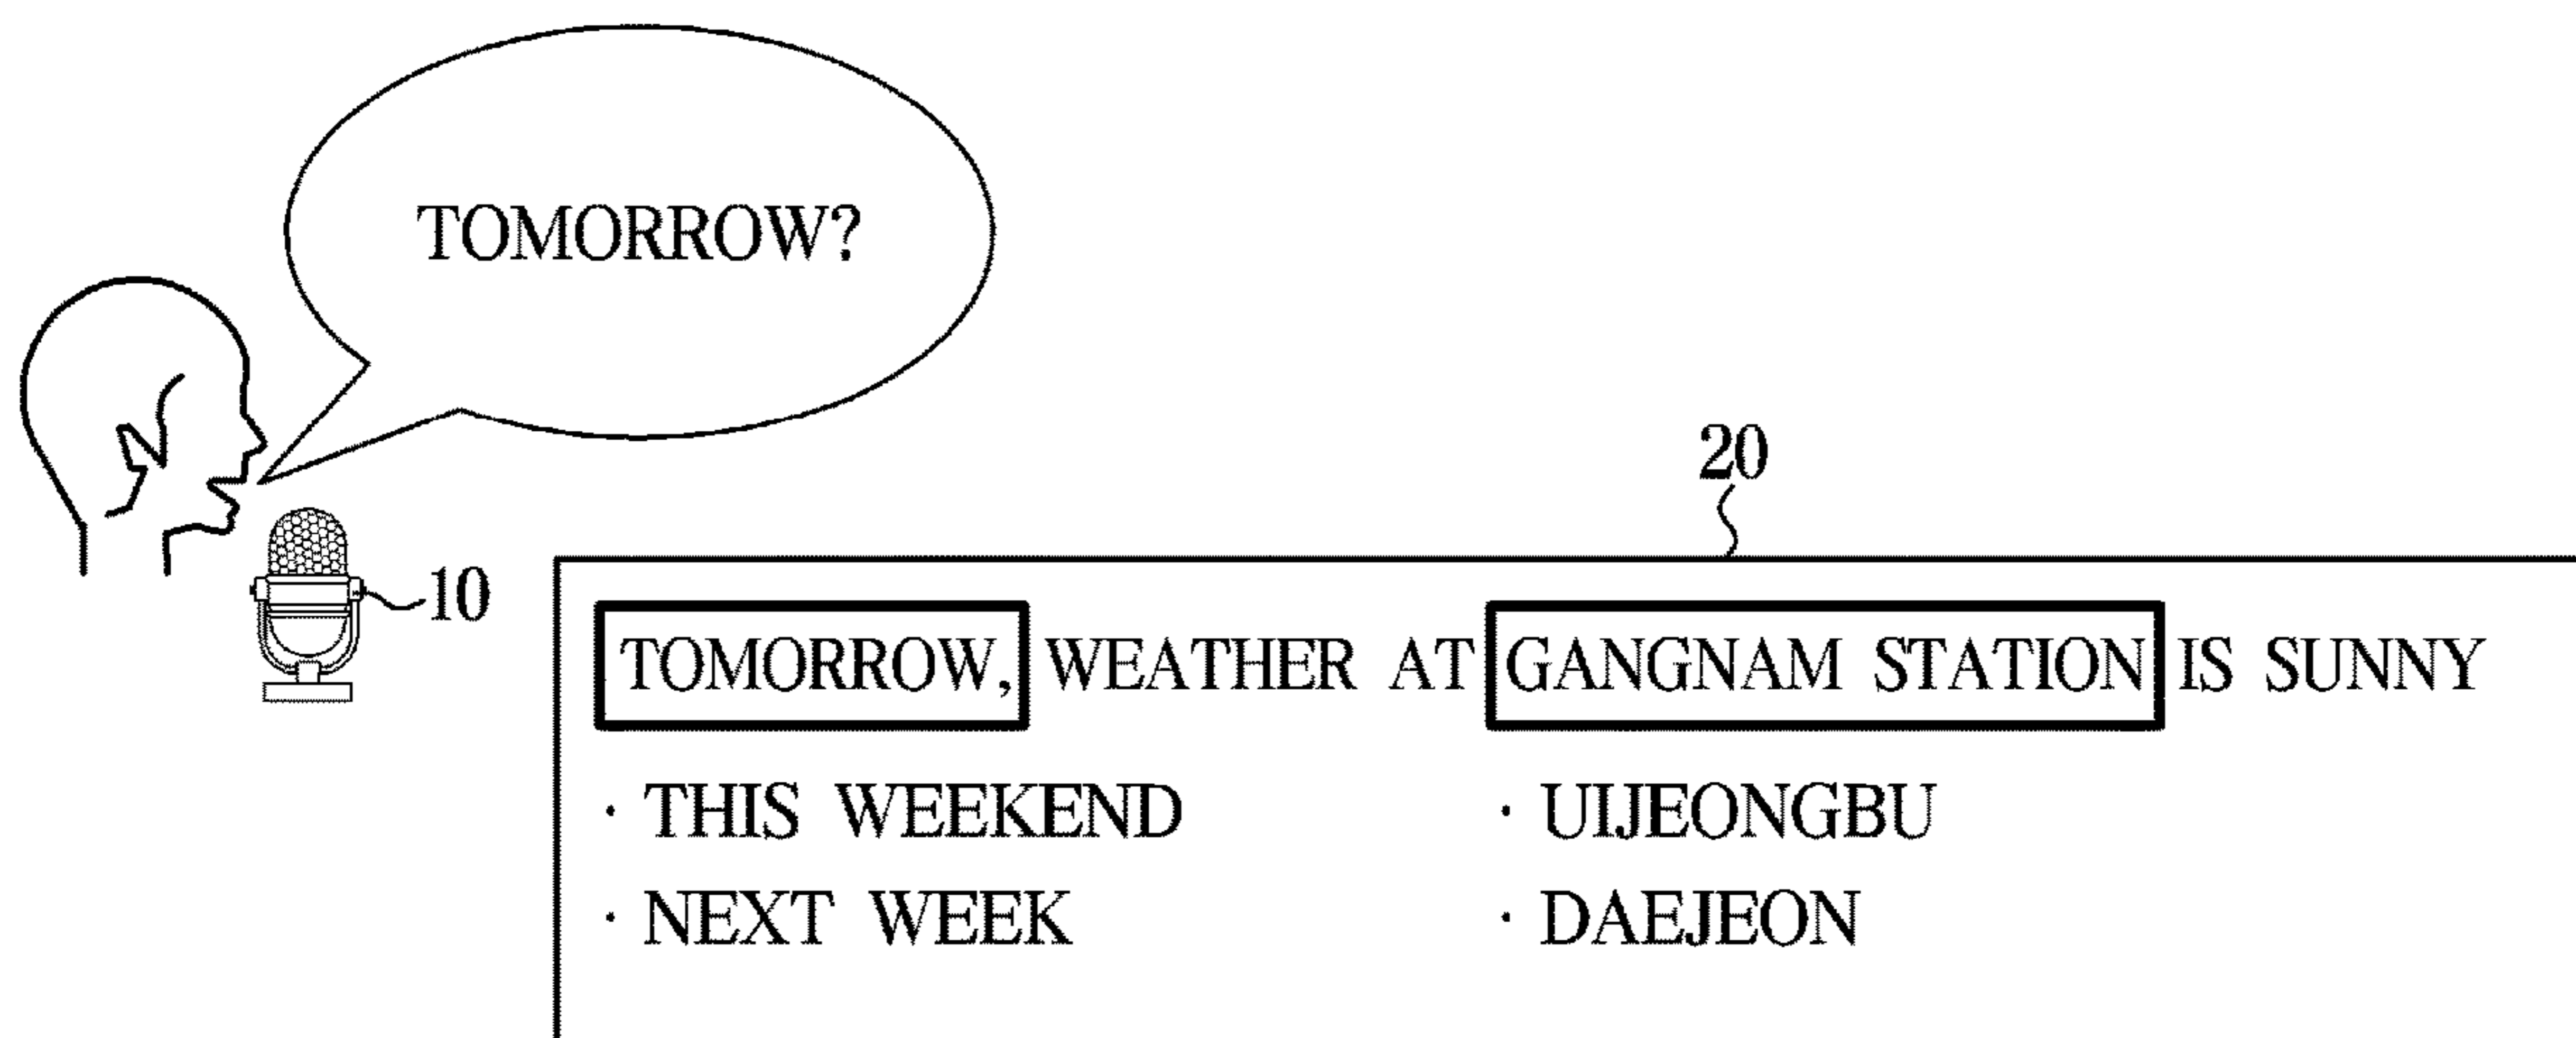 TOMORROW?
20
10
TOMORROW, WEATHER AT GANGNAM STATION IS SUNNY
· THIS WEEKEND · UIJEONGBU
· NEXT WEEK · DAEJEON